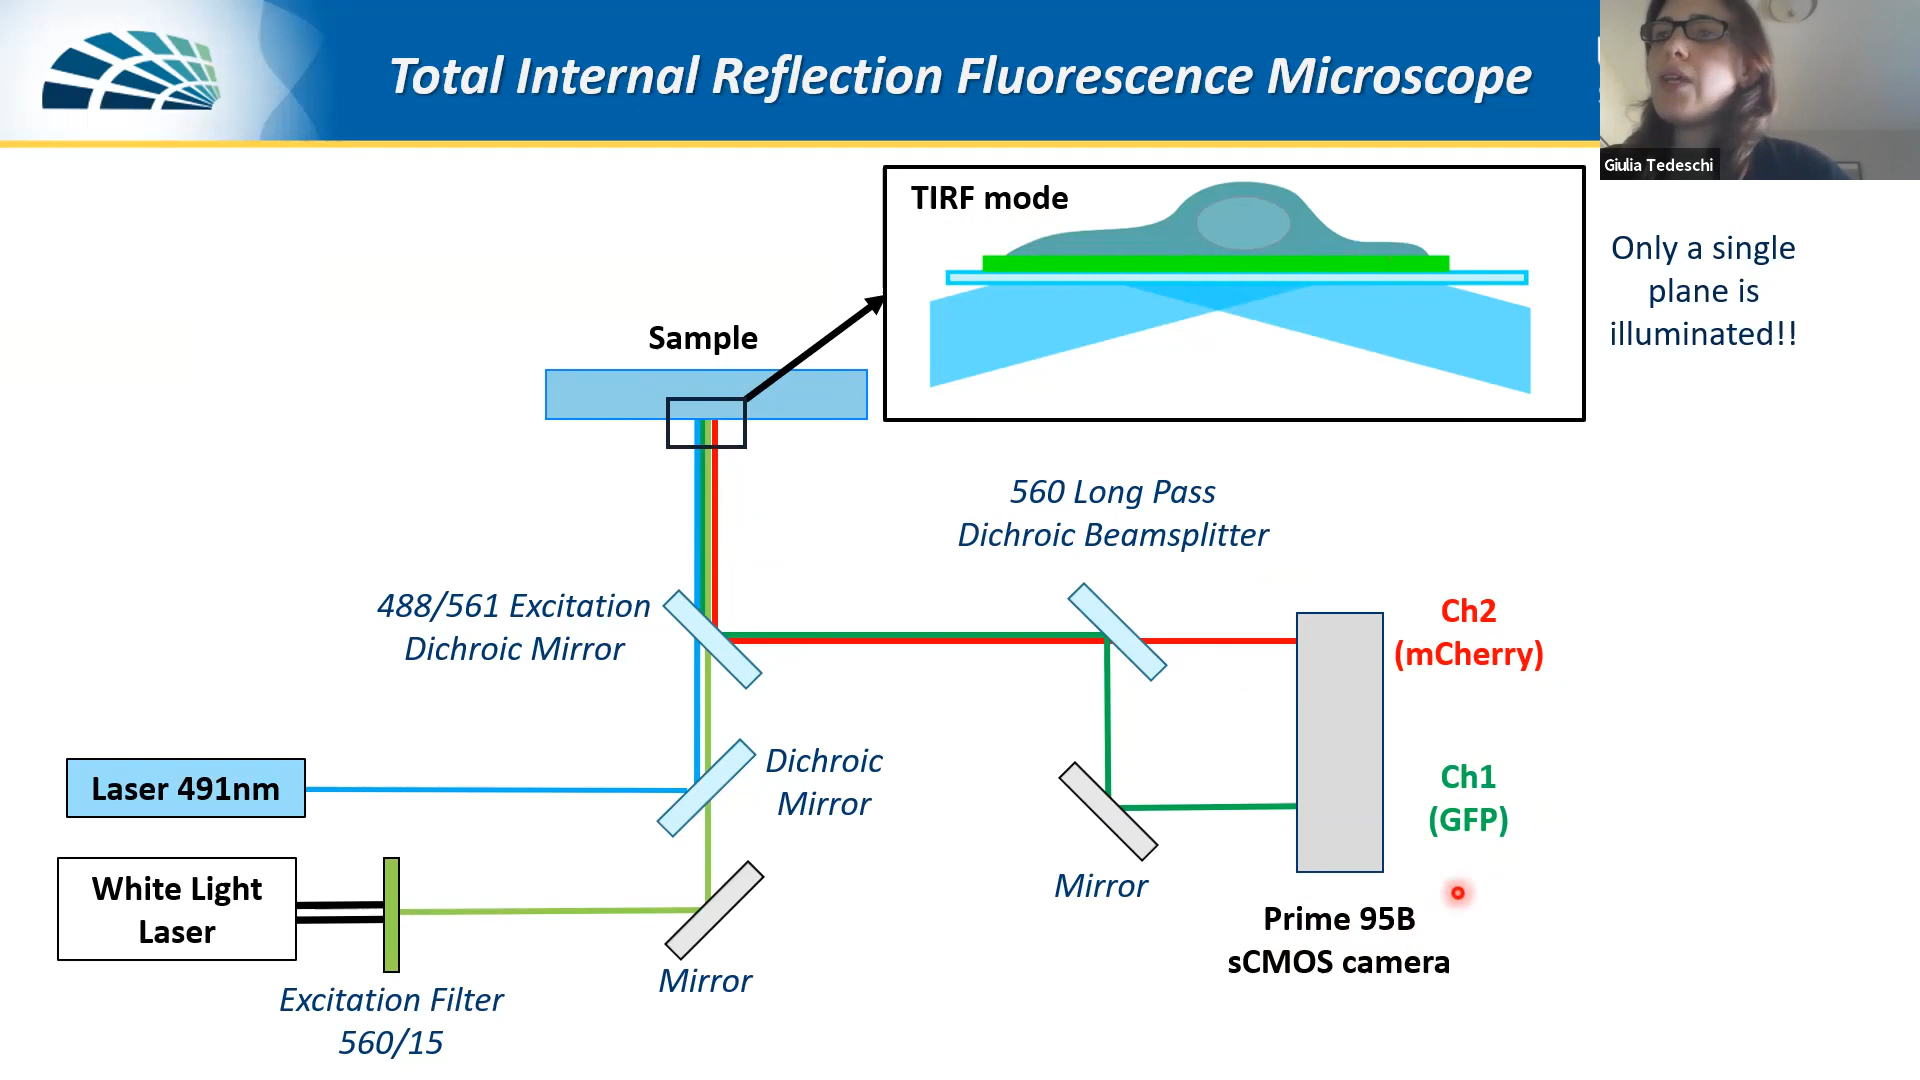 Total Internal Reflection Fluorescence Microscope
Giulia Tedeschi
TIRF mode
Only a single
plane is
illuminated!!
Sample
560 Long Pass
Dichroic Beamsplitter
488/561 Excitation
Dichroic Mirror
Ch2
(mCherry)
Laser 491nm
Dichroic
Mirror
Ch1
(GFP)
White Light
Laser
Mirror
Prime 95B
sCMOS camera
Mirror
Excitation Filter
560/15